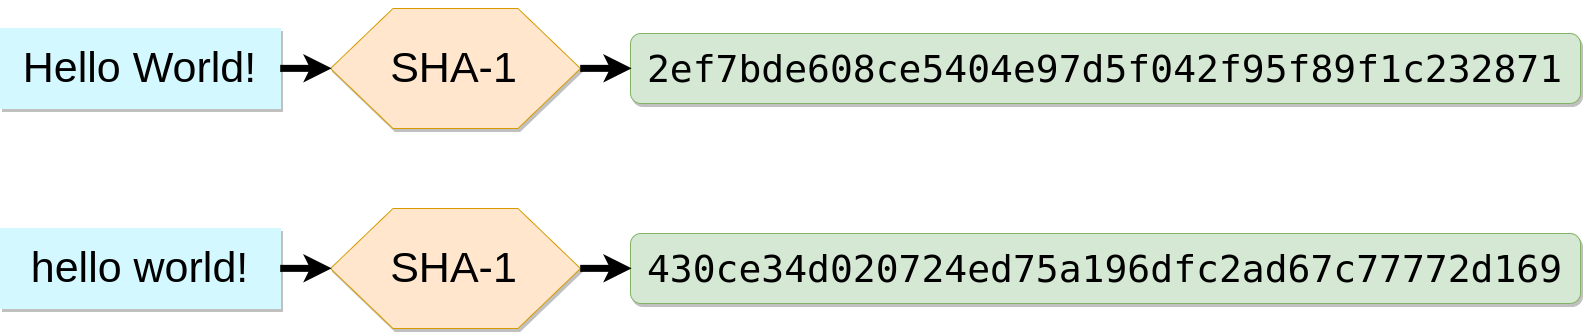 Hello World! SHA-1 2ef7bde608ce5404e97d5f042f95f89f1c232871
hello world! SHA-1 430ce34d020724ed75a196dfc2ad67c77772d169